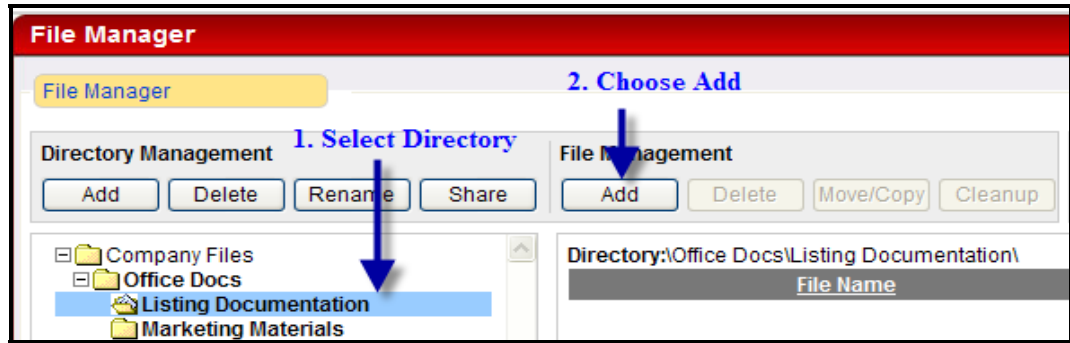 File Manager
File Manager
2. Choose Add
1. Select Directory
Directory Management
File Management
Add Delete Rename Share
Add Delete Move/Copy Cleanup
Company Files
Office Docs
Listing Documentation
Marketing Materials
Directory:\Office Docs\Listing Documentation\
File Name